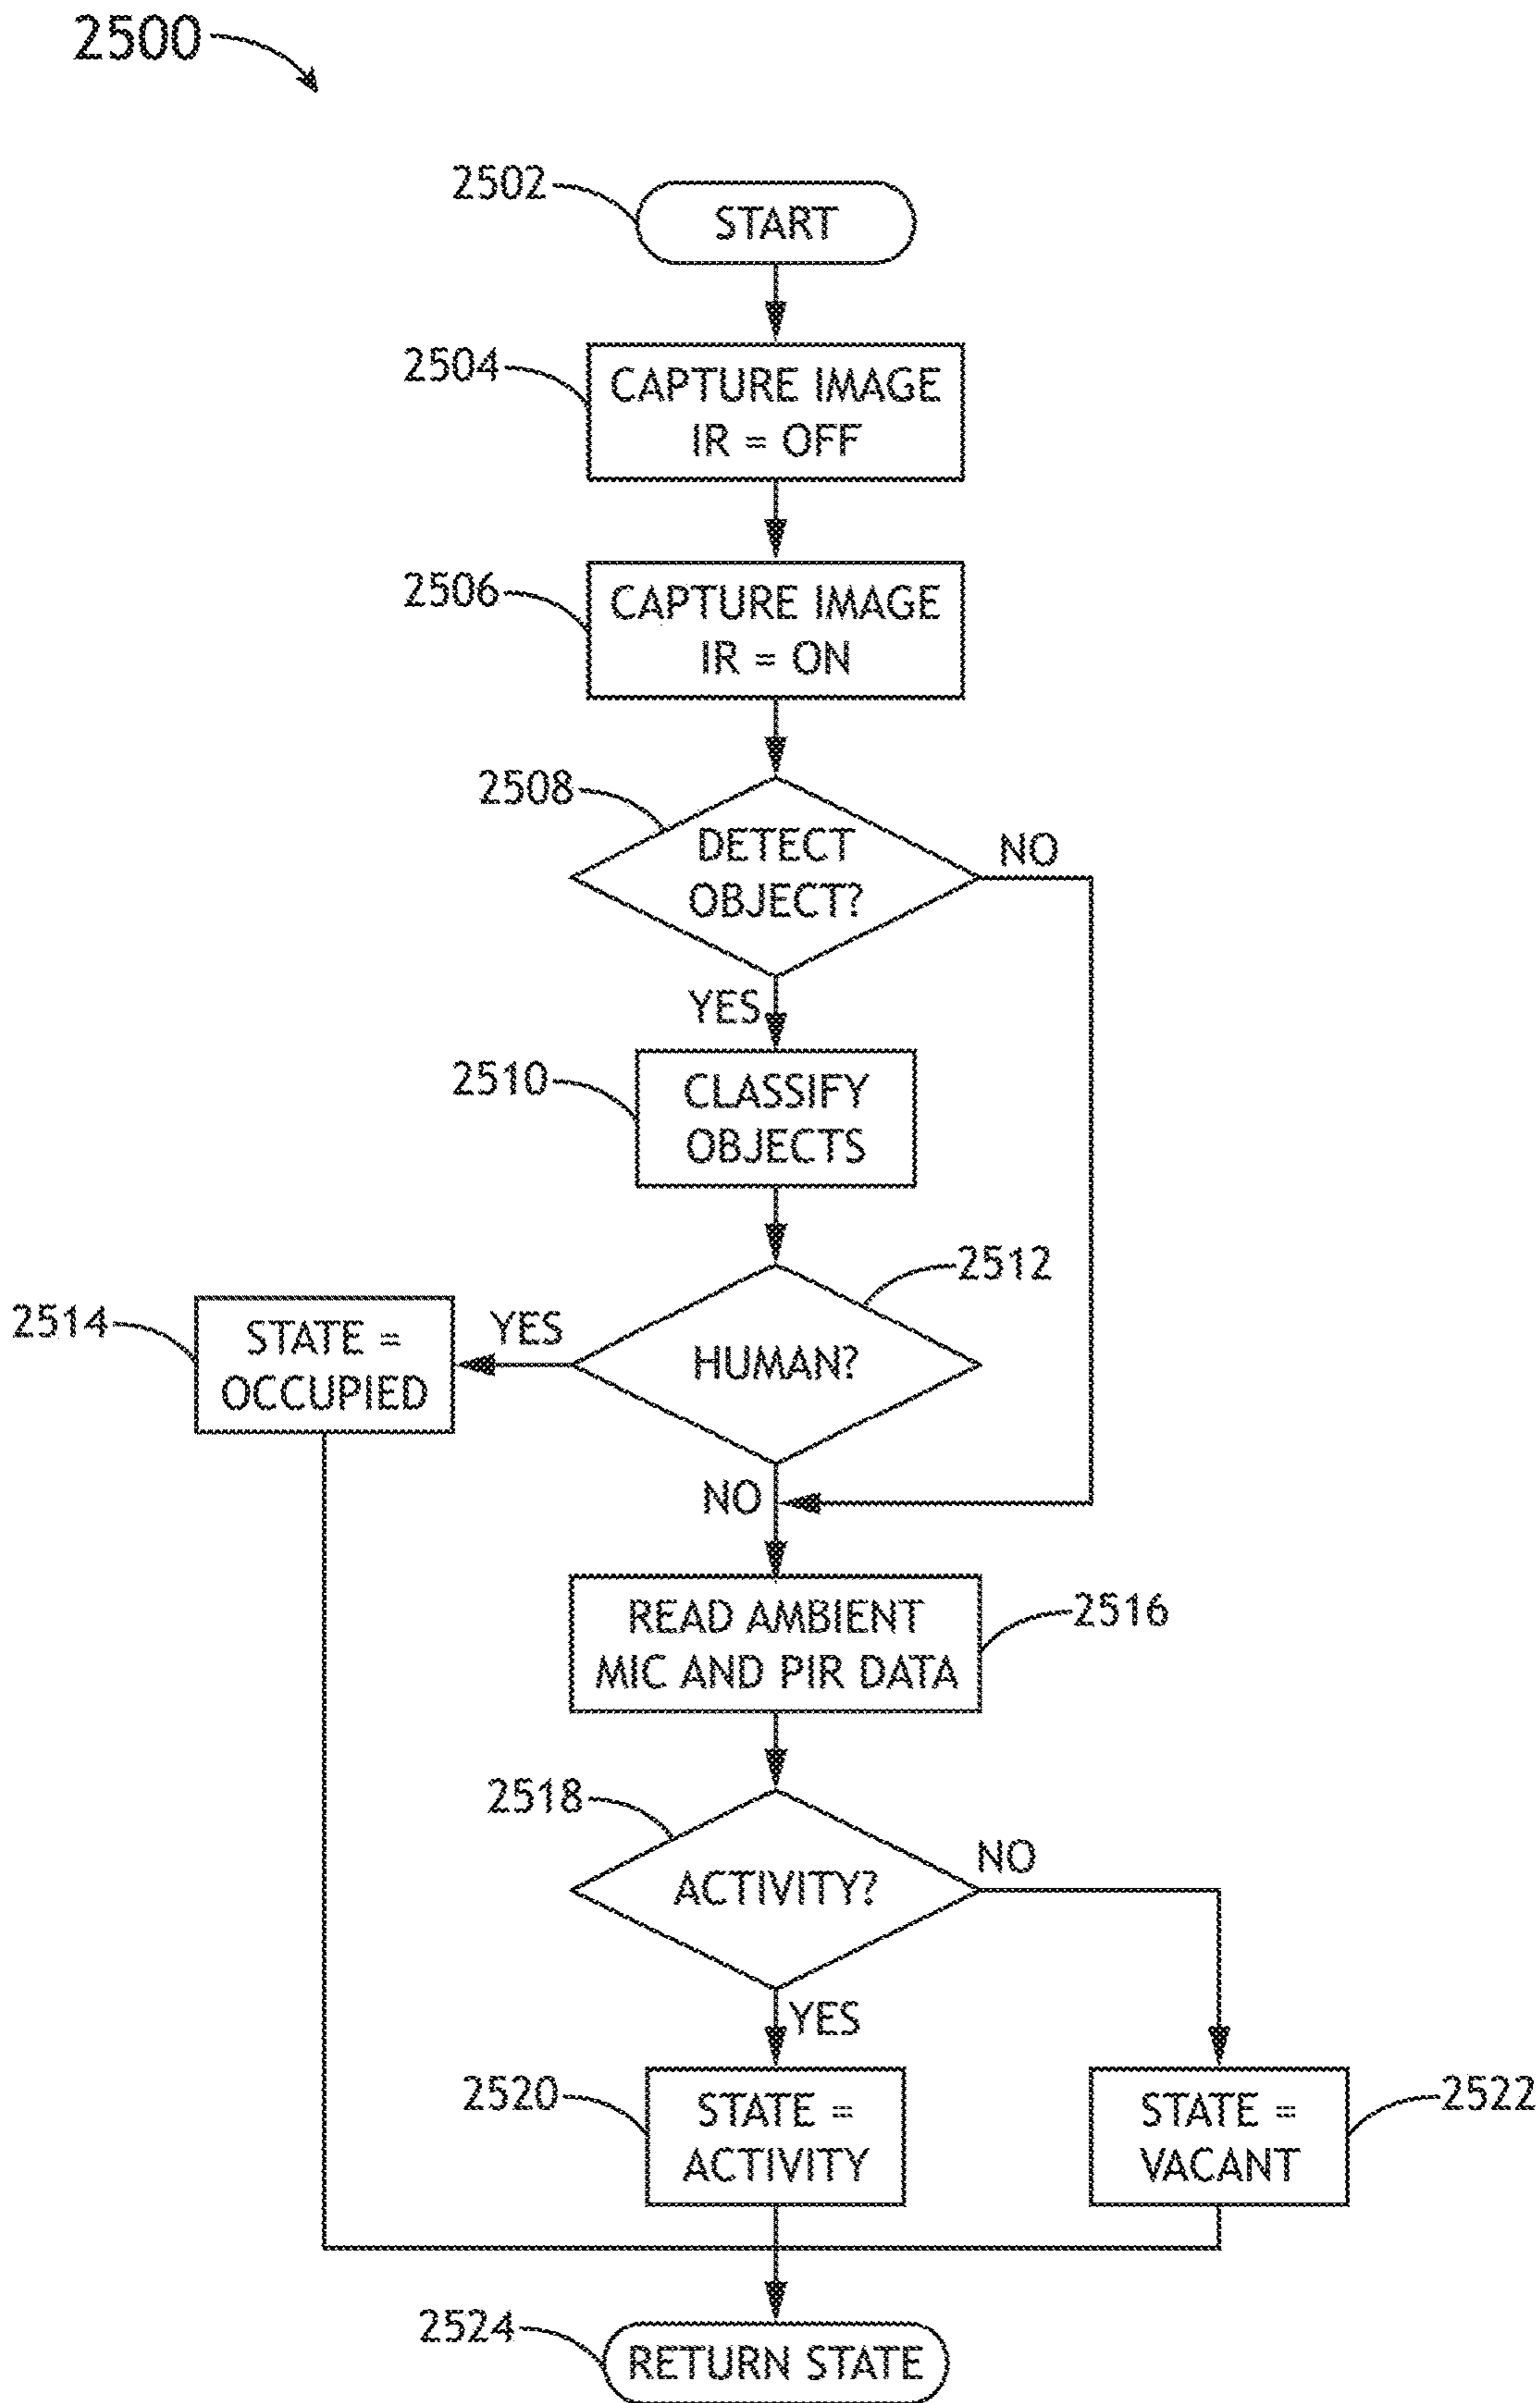 2500
2502
START
2504
CAPTURE IMAGE
IR = OFF
2506
CAPTURE IMAGE
IR = ON
2508
DETECT
OBJECT?
NO
YES
2510
CLASSIFY
OBJECTS
2512
HUMAN?
YES
2514
STATE =
OCCUPIED
NO
2516
READ AMBIENT
MIC AND PIR DATA
2518
ACTIVITY?
NO
YES
2520
STATE =
ACTIVITY
2522
STATE =
VACANT
2524
RETURN STATE